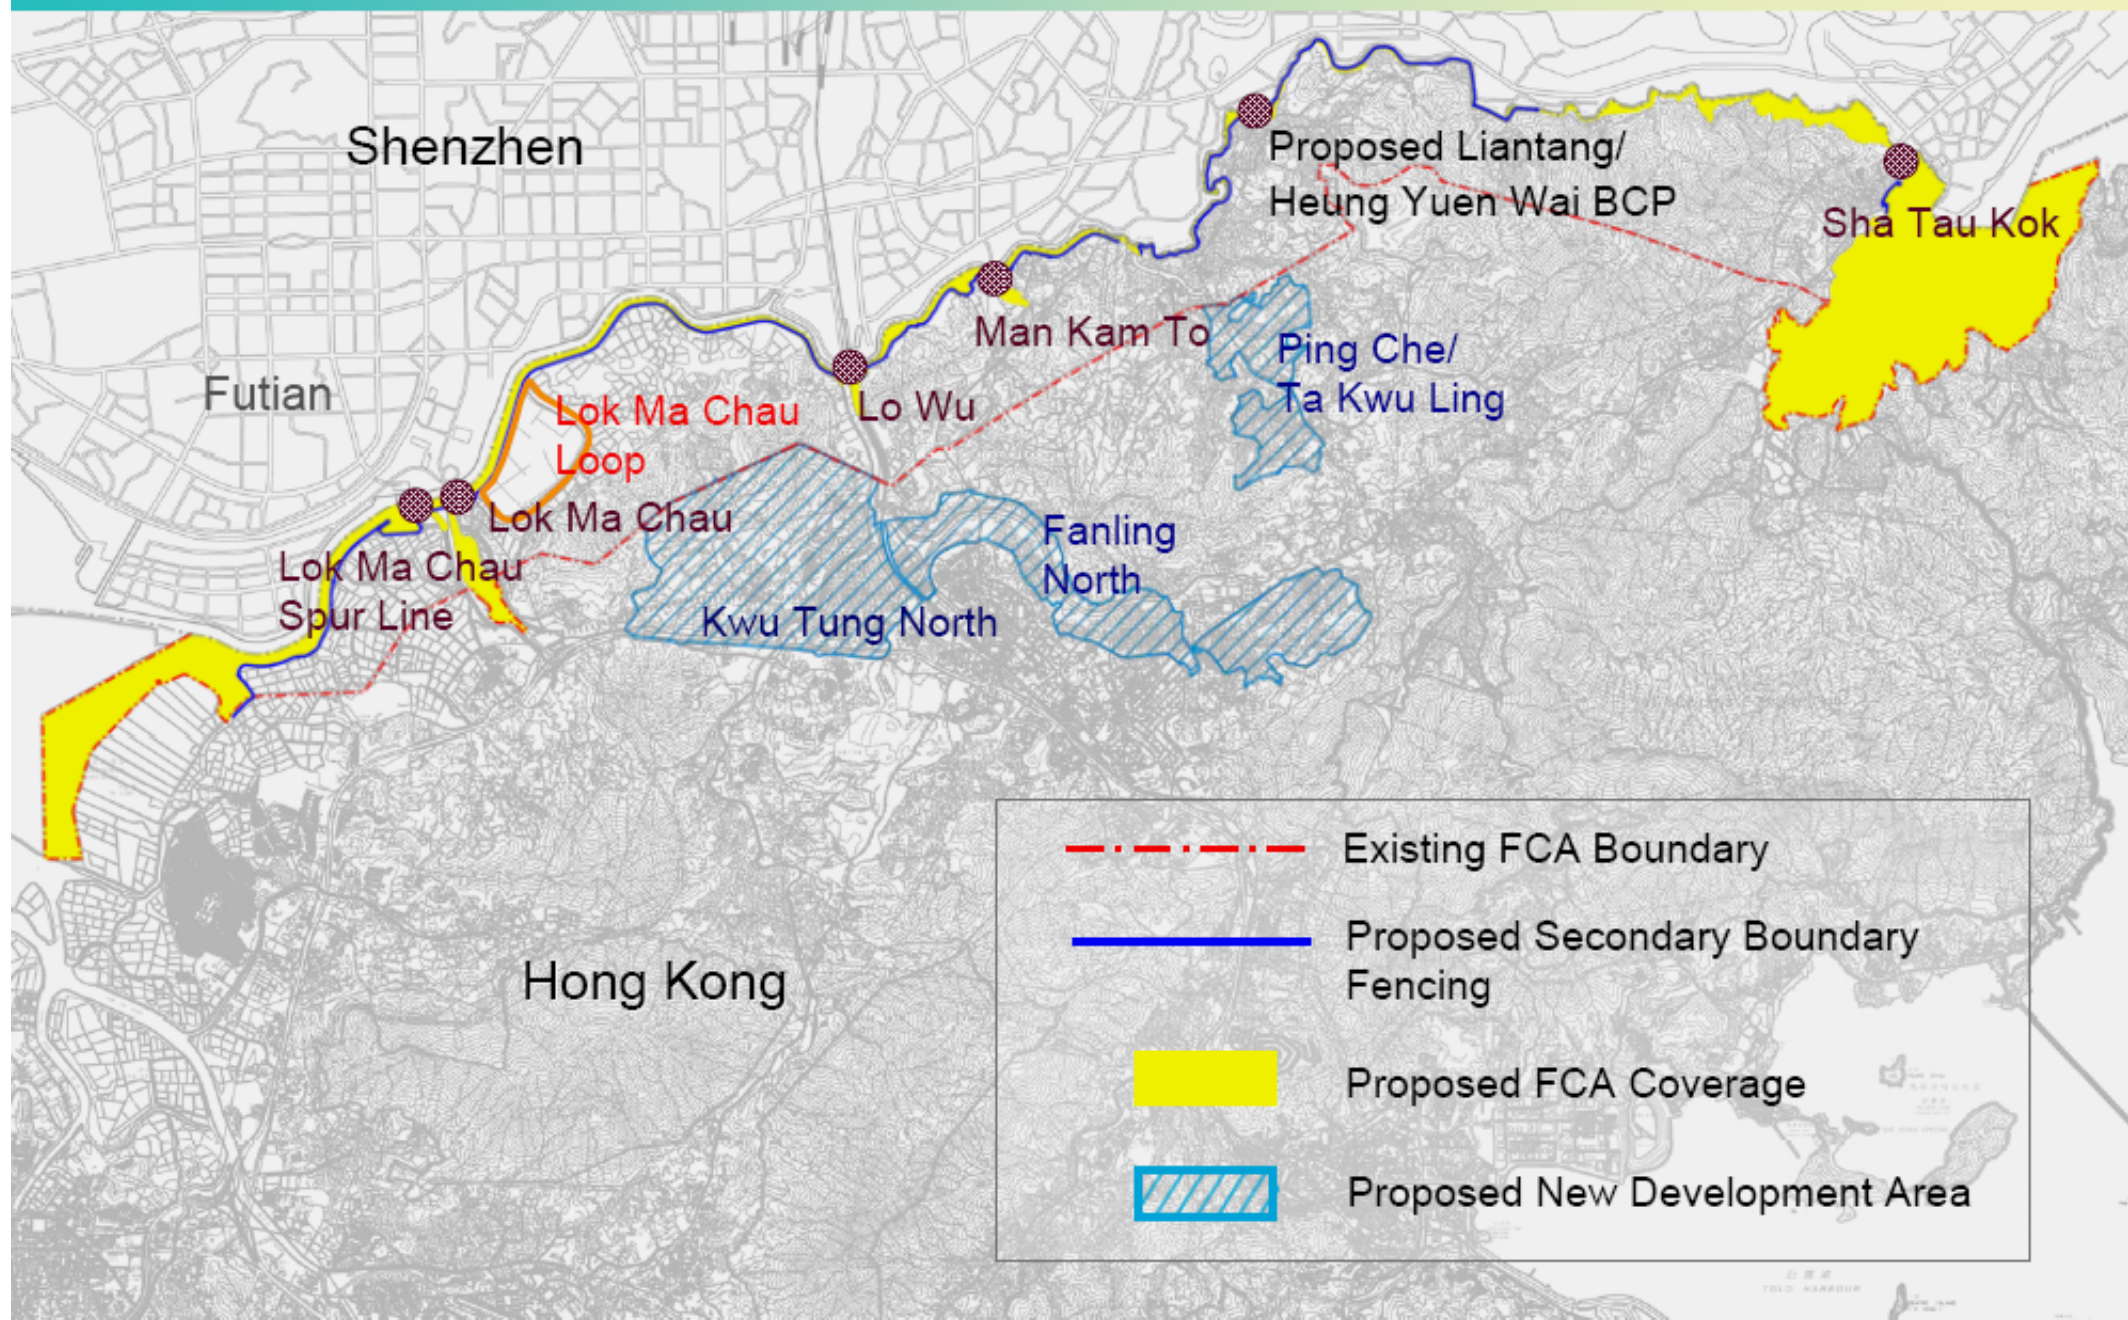 Shenzhen
Proposed Liantang/
Heung Yuen Wai BCP
Sha Tau Kok
Man Kam To
Ping Che/
Ta Kwu Ling
Futian
Lok Ma Chau
Loop
Lo Wu
Lok Ma Chau
Lok Ma Chau
Spur Line
Fanling
North
Kwu Tung North
Hong Kong
Existing FCA Boundary
Proposed Secondary Boundary
Fencing
Proposed FCA Coverage
Proposed New Development Area
TOLO HARBOUR